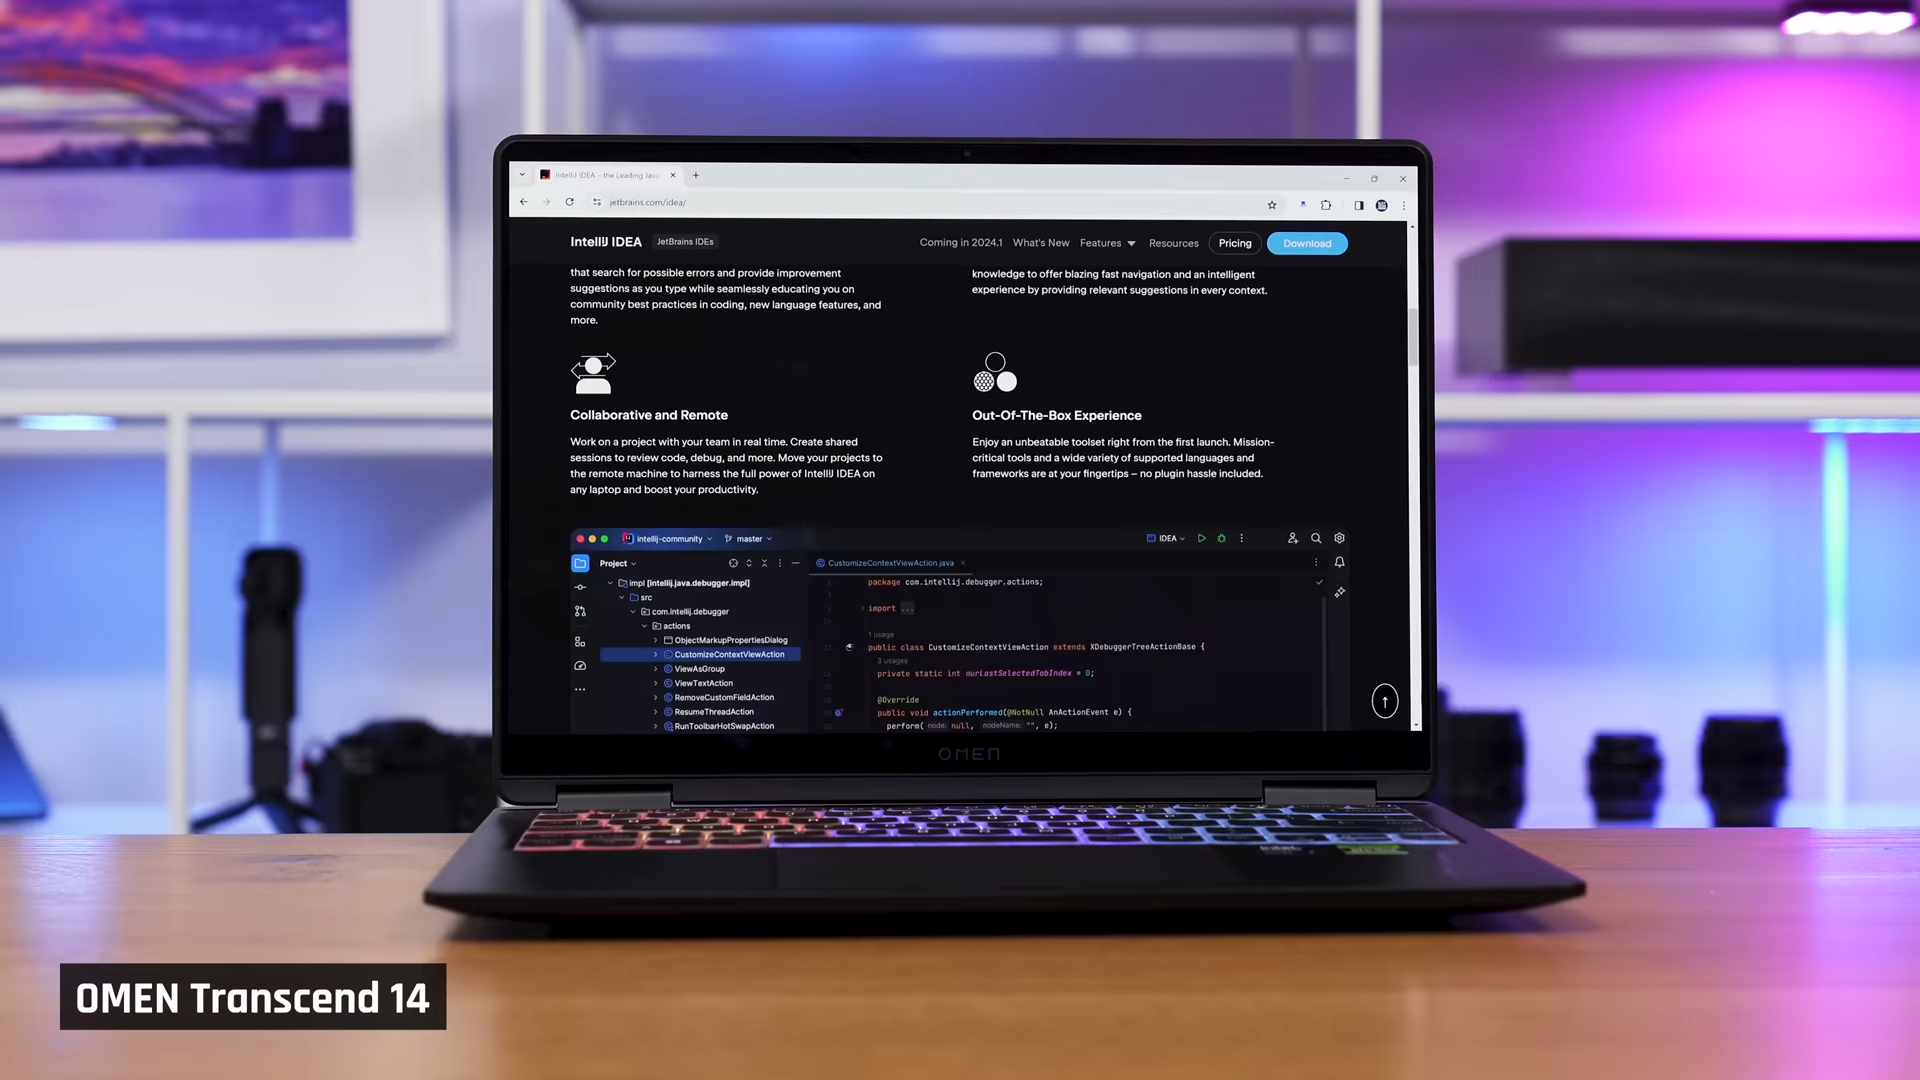 IntelliJ IDEA – the Leading Java
jetbrains.com/idea/
IntelliJ IDEA
JetBrains IDEs
Coming in 2024.1
What's New
Features
Resources
Pricing
Download
that search for possible errors and provide improvement
suggestions as you type while seamlessly educating you on
community best practices in coding, new language features, and
more.
knowledge to offer blazing fast navigation and an intelligent
experience by providing relevant suggestions in every context.
Collaborative and Remote
Work on a project with your team in real time. Create shared
sessions to review code, debug, and more. Move your projects to
the remote machine to harness the full power of IntelliJ IDEA on
any laptop and boost your productivity.
Out-Of-The-Box Experience
Enjoy an unbeatable toolset right from the first launch. Mission-
critical tools and a wide variety of supported languages and
frameworks are at your fingertips – no plugin hassle included.
intellij-community
master
IDEA
Project
impl [intellij.java.debugger.impl]
src
com.intellij.debugger
actions
ObjectMarkupPropertiesDialog
CustomizeContextViewAction
ViewAsGroup
ViewTextAction
RemoveCustomFieldAction
ResumeThreadAction
RunToolbarHotSwapAction
CustomizeContextViewAction.java
package com.intellij.debugger.actions;
import ...
1 usage
public class CustomizeContextViewAction extends XDebuggerTreeActionBase {
3 usages
private static int ourLastSelectedTabIndex = 0;
@Override
public void actionPerformed(@NotNull AnActionEvent e) {
perform( node: null, nodeName: "", e);
OMEN
OMEN Transcend 14